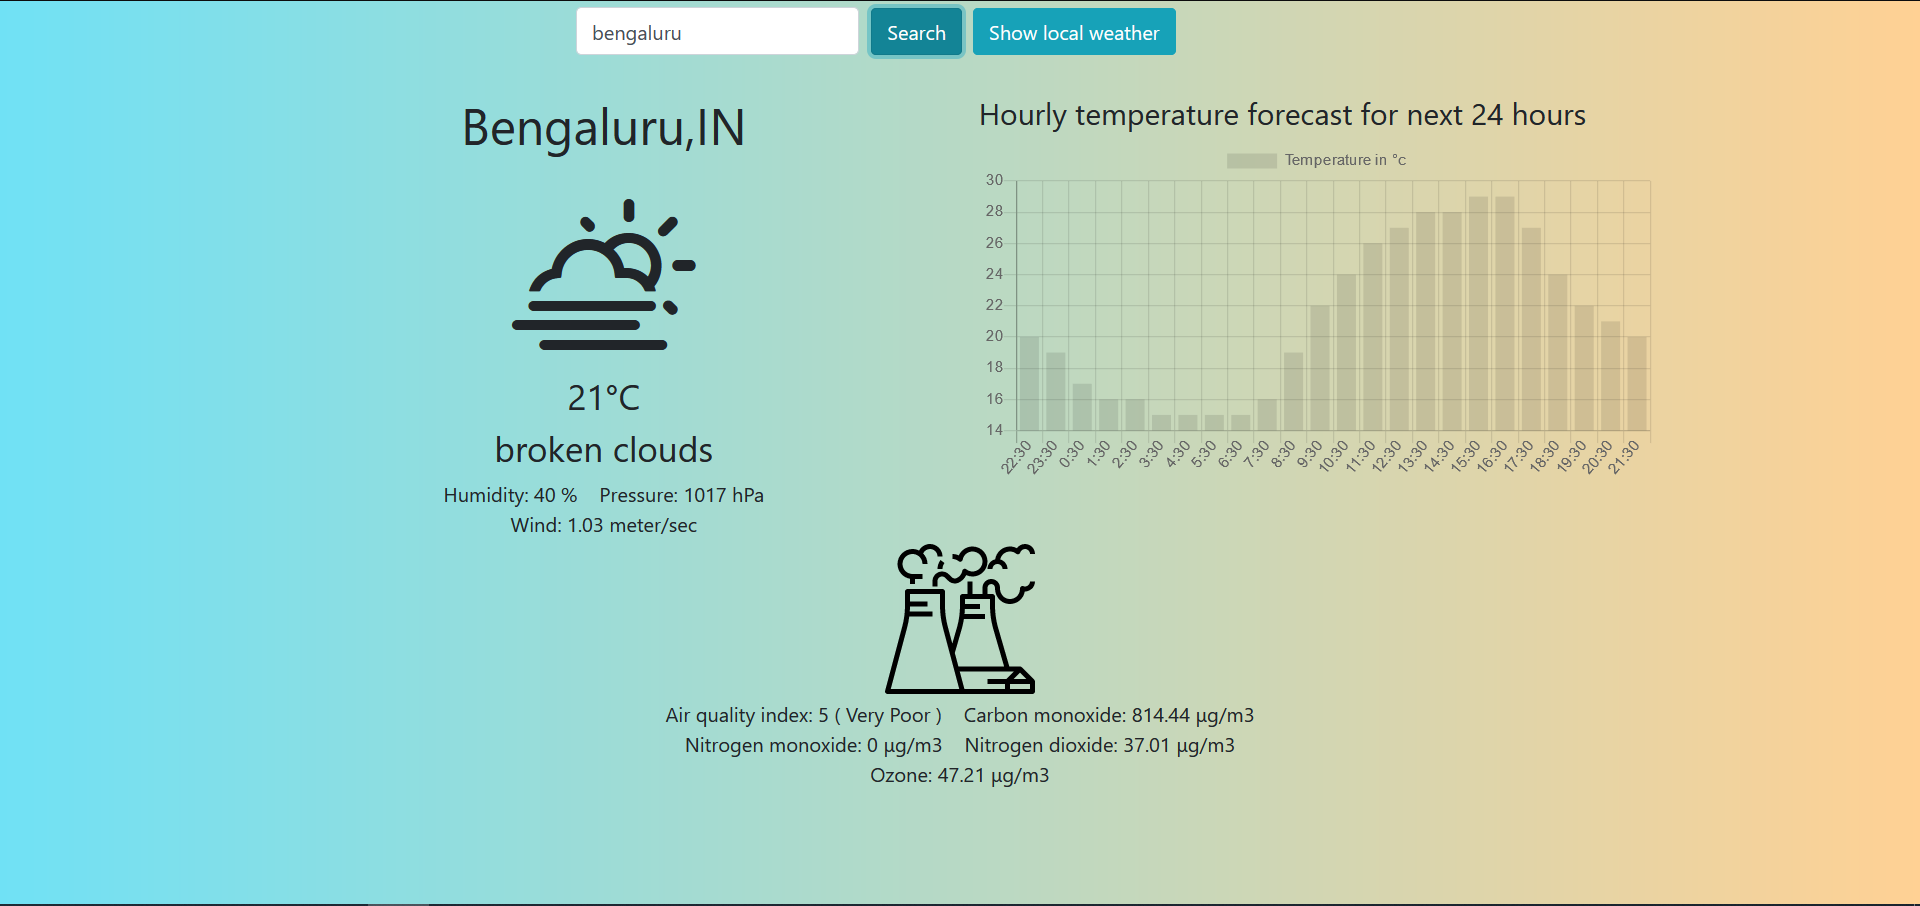 bengaluru Search Show local weather
Bengaluru,IN
21°C
broken clouds
Humidity: 40 % Pressure: 1017 hPa
Wind: 1.03 meter/sec
Hourly temperature forecast for next 24 hours
Temperature in °c
30
28
26
24
22
20
18
16
14
22:30 23:30 0:30 1:30 2:30 3:30 4:30 5:30 6:30 7:30 8:30 9:30 10:30 11:30 12:30 13:30 14:30 15:30 16:30 17:30 18:30 19:30 20:30 21:30
Air quality index: 5 ( Very Poor ) Carbon monoxide: 814.44 µg/m3
Nitrogen monoxide: 0 µg/m3 Nitrogen dioxide: 37.01 µg/m3
Ozone: 47.21 µg/m3